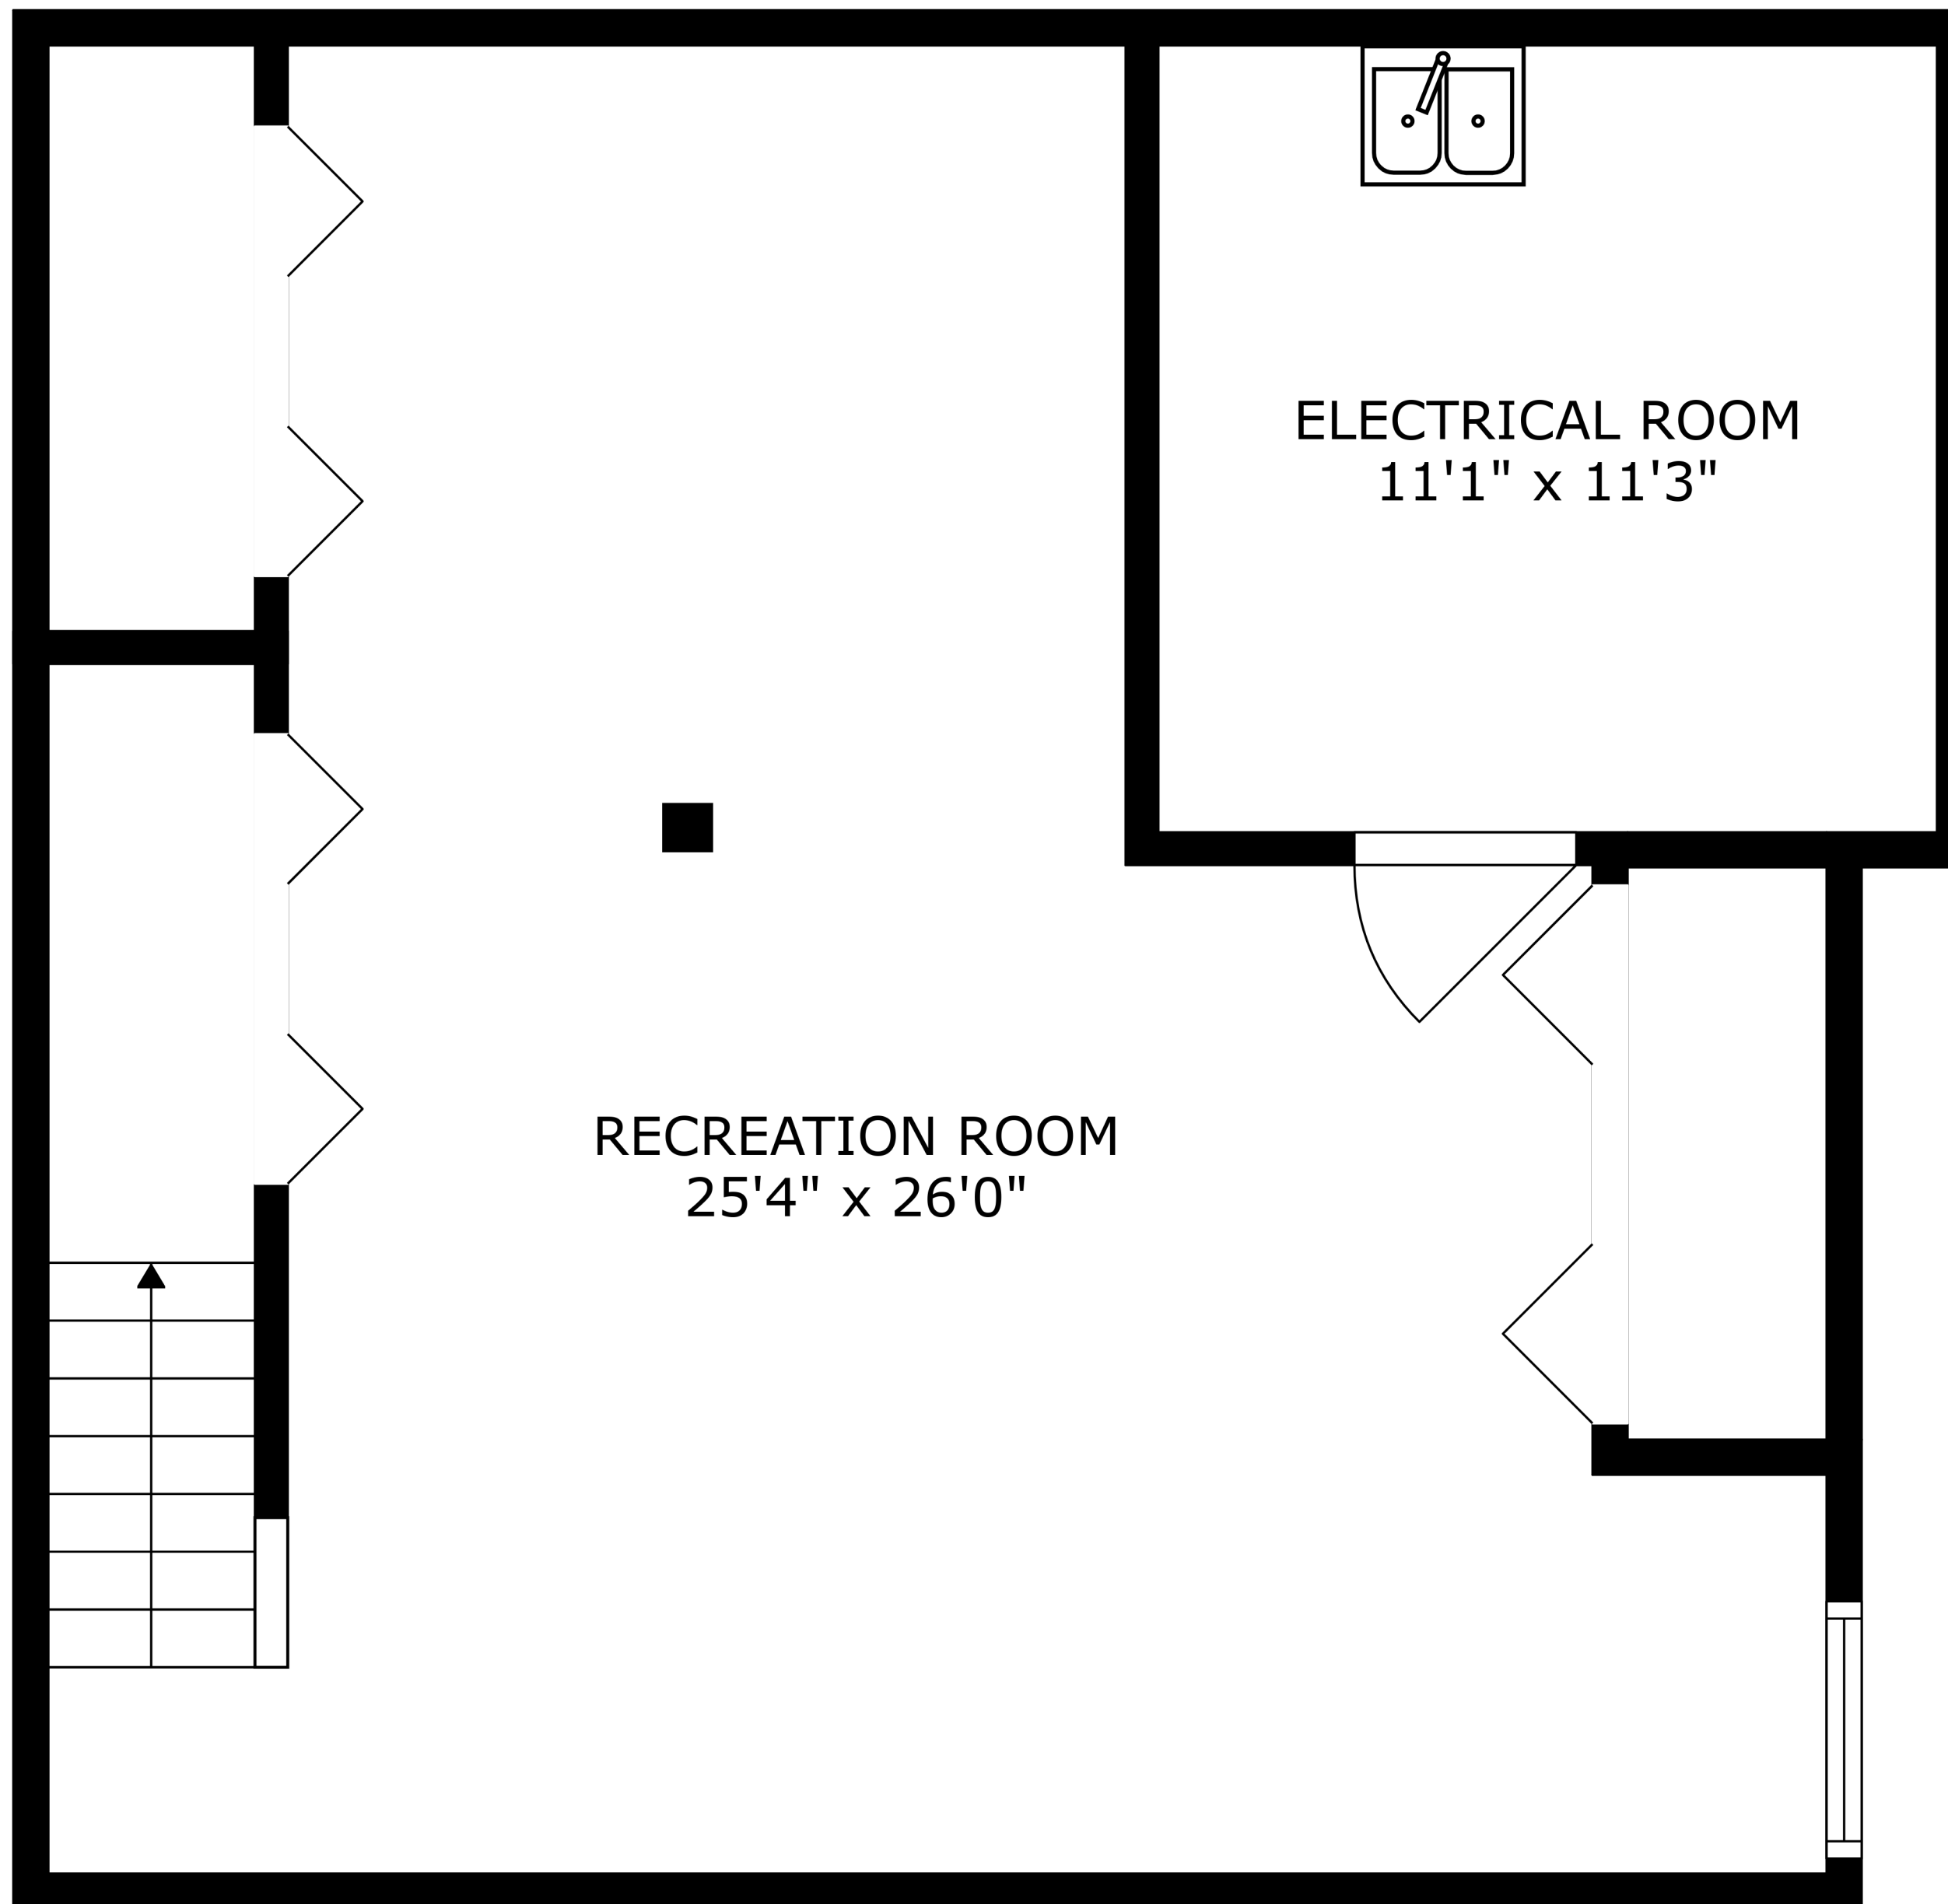 ELECTRICAL ROOM
11'1" x 11'3"
RECREATION ROOM
25'4" x 26'0"